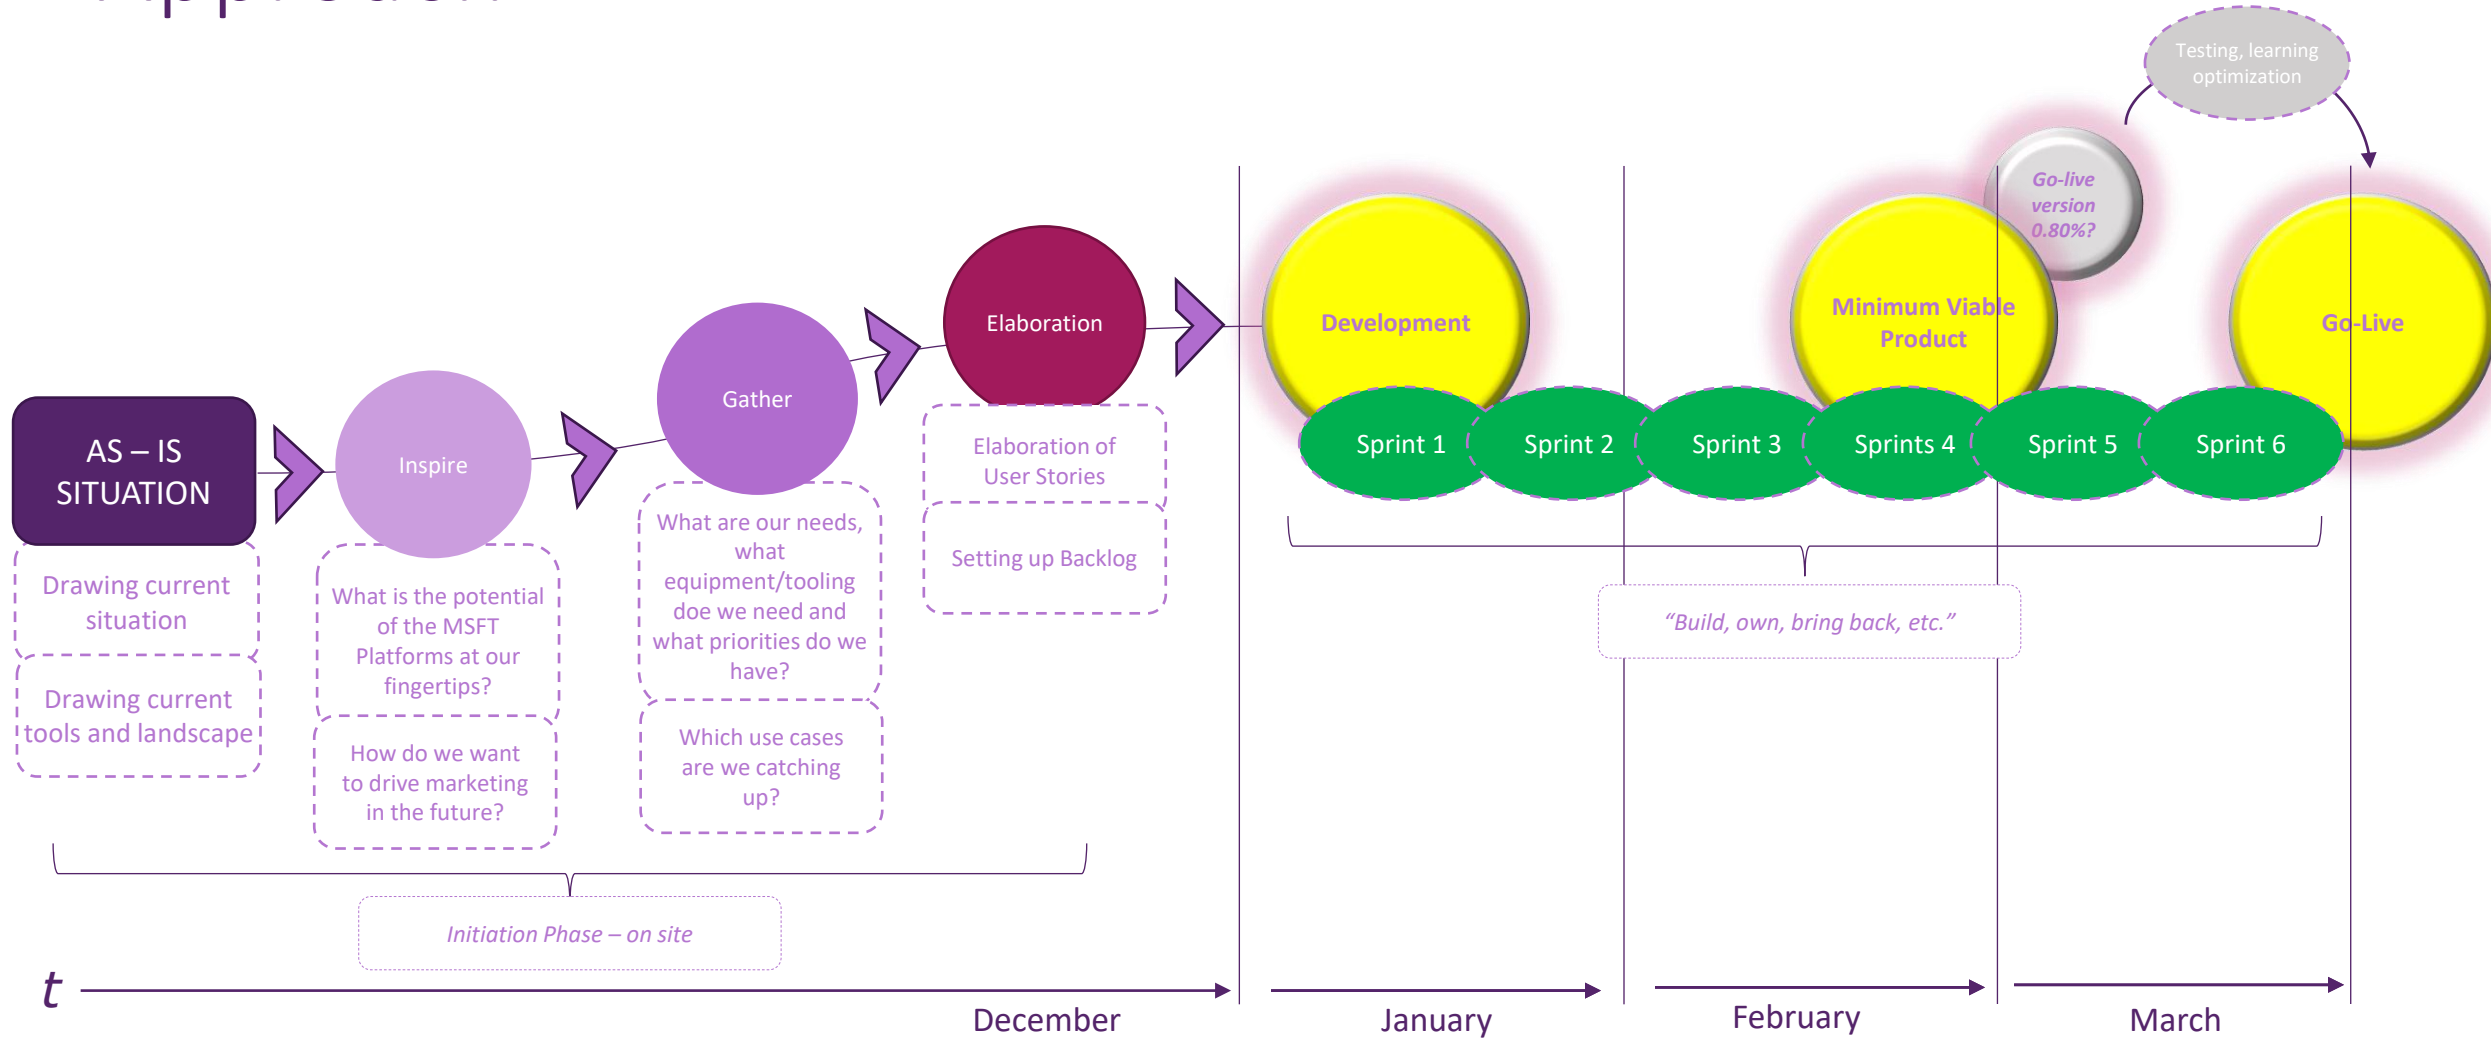 Testing, learning
optimization
Go-live
version
0.80%?
Development
Minimum Viable
Product
Go-Live
Elaboration
Gather
Inspire
AS – IS
SITUATION
Sprint 1
Sprint 2
Sprint 3
Sprints 4
Sprint 5
Sprint 6
Drawing current
situation
Drawing current
tools and landscape
What is the potential
of the MSFT
Platforms at our
fingertips?
How do we want
to drive marketing
in the future?
What are our needs,
what
equipment/tooling
doe we need and
what priorities do we
have?
Which use cases
are we catching
up?
Elaboration of
User Stories
Setting up Backlog
“Build, own, bring back, etc.”
Initiation Phase – on site
t
December
January
February
March